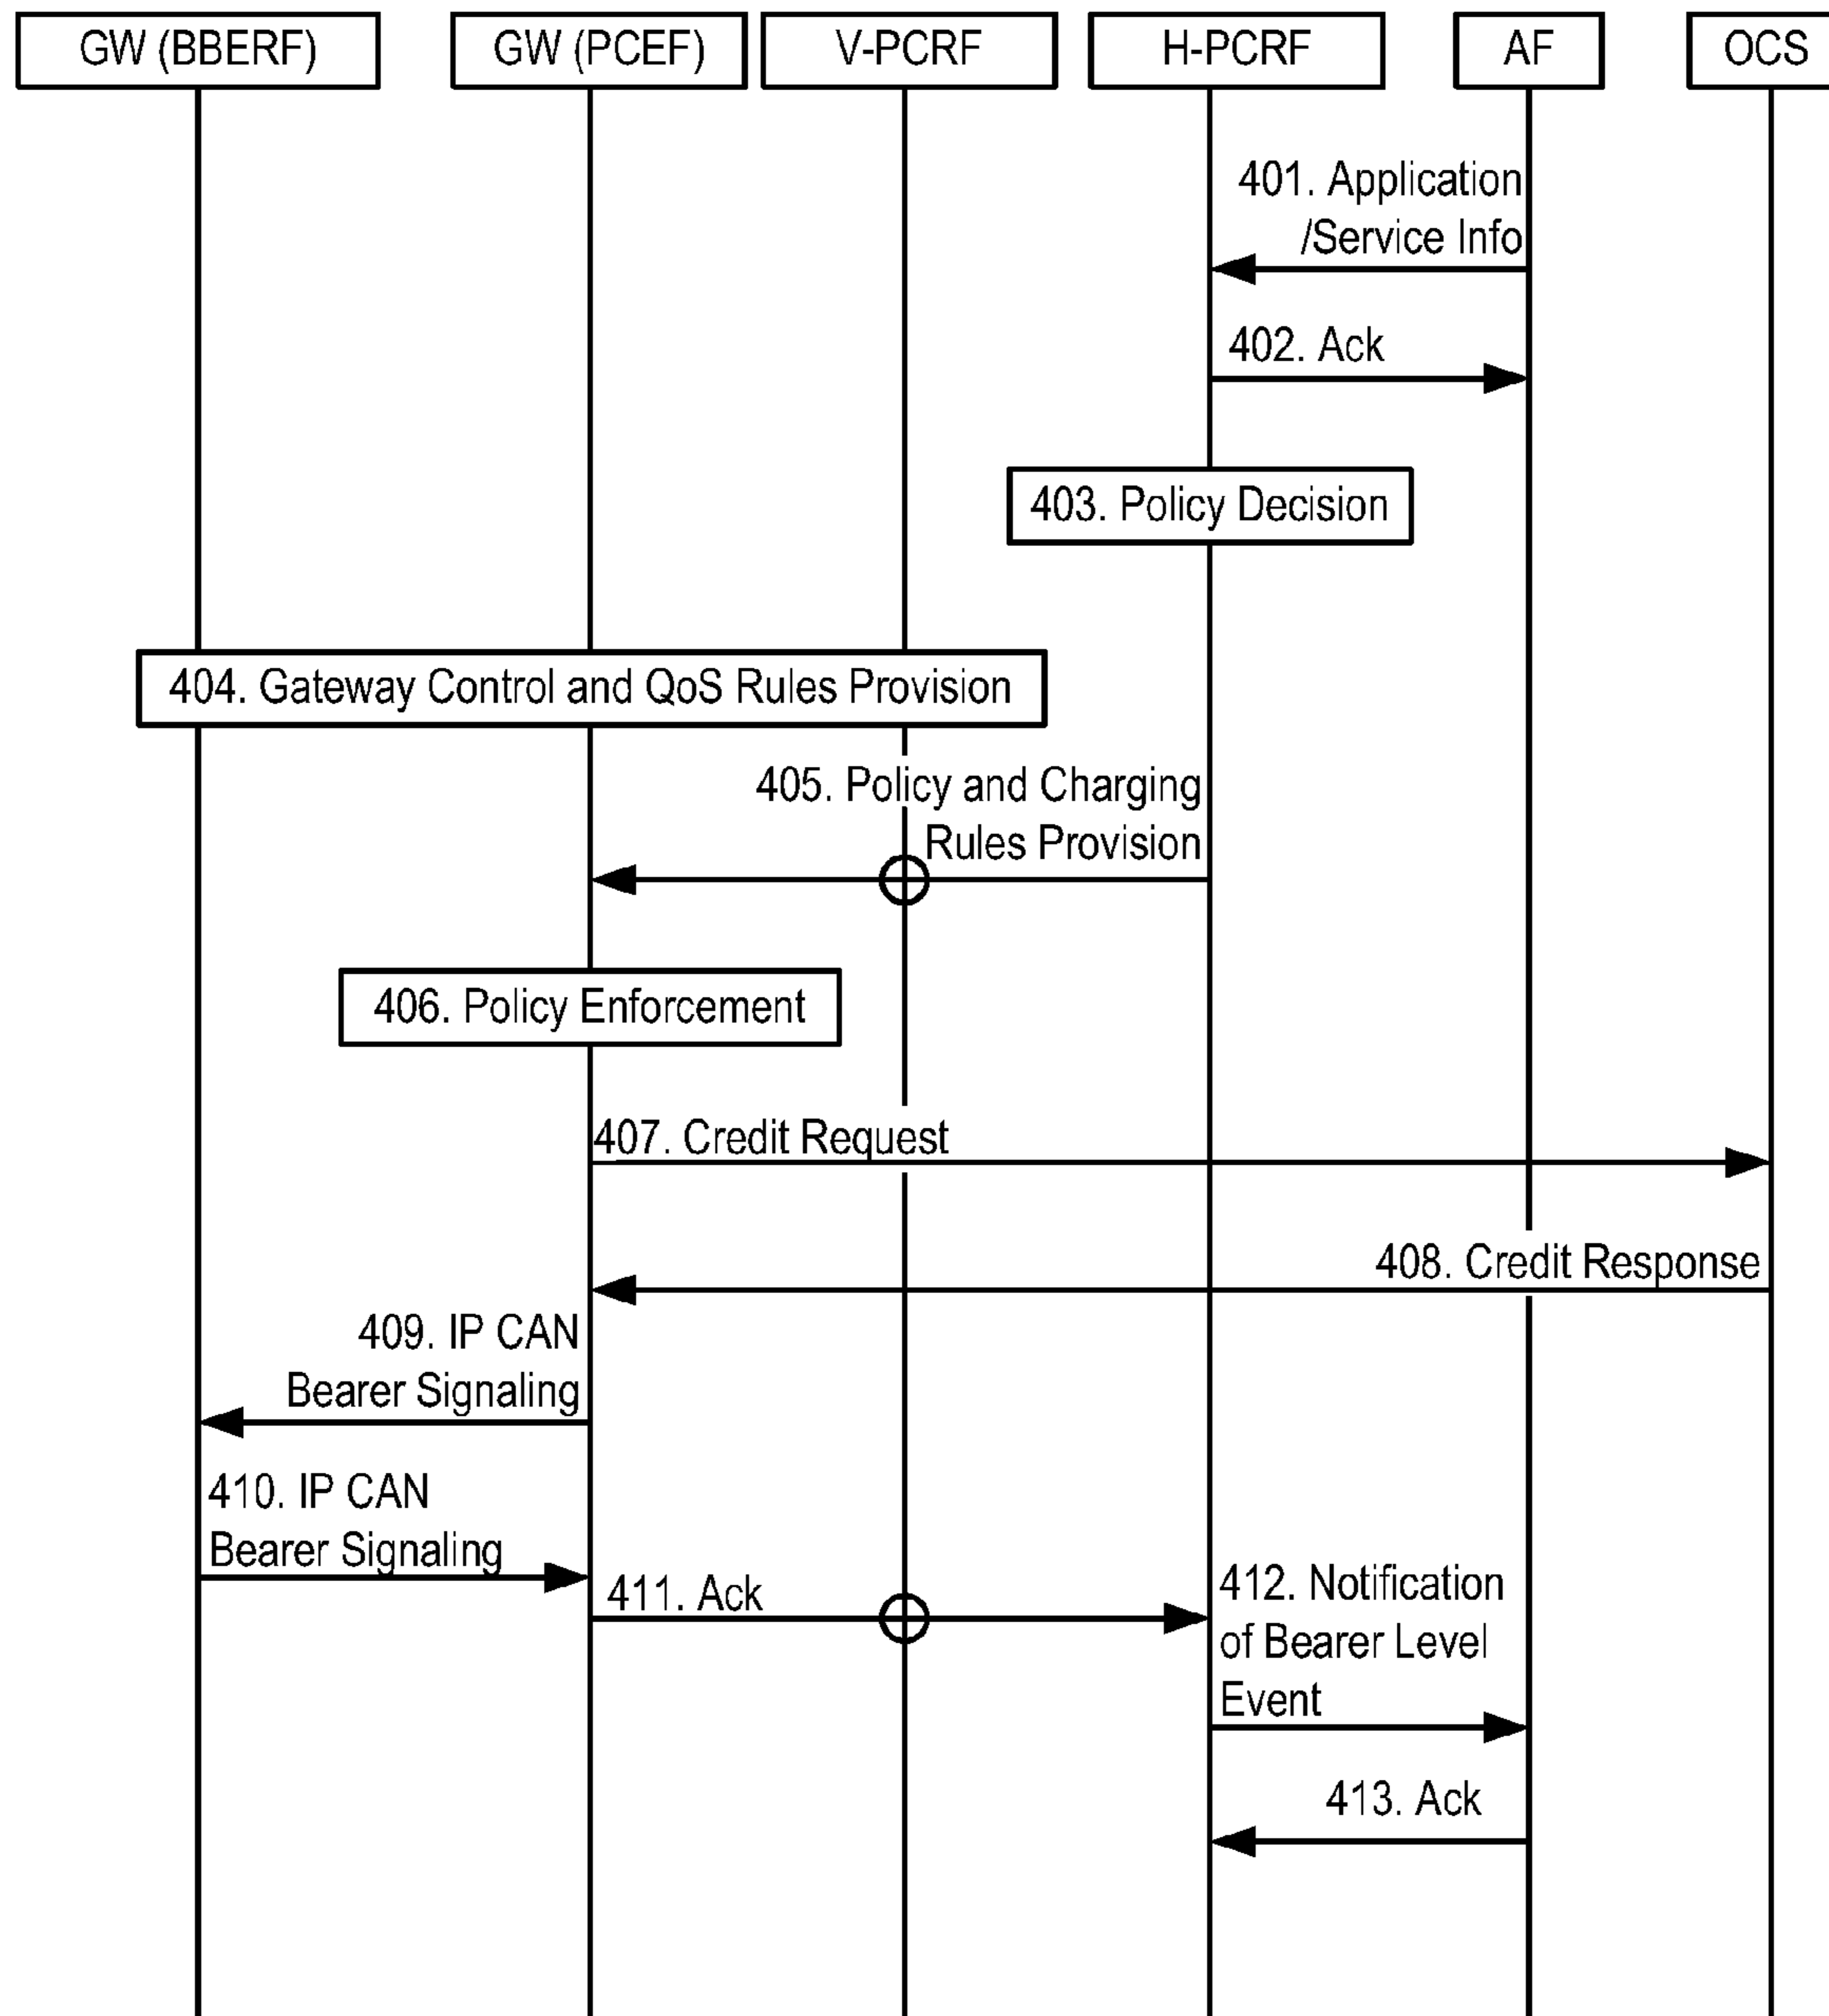 GW (BBERF)
GW (PCEF)
V-PCRF
H-PCRF
AF
OCS
401. Application
/Service Info
402. Ack
403. Policy Decision
404. Gateway Control and QoS Rules Provision
405. Policy and Charging
Rules Provision
406. Policy Enforcement
407. Credit Request
408. Credit Response
409. IP CAN
Bearer Signaling
410. IP CAN
Bearer Signaling
411. Ack
412. Notification
of Bearer Level
Event
413. Ack